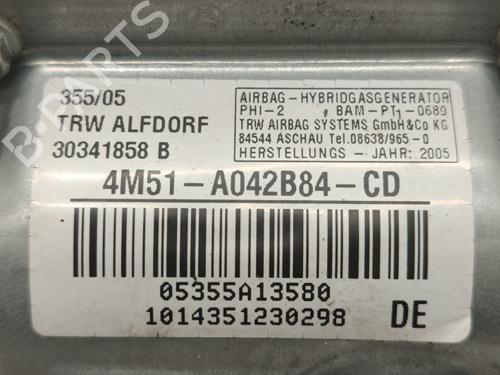 355/05
TRW ALFDORF
30341858 B
AIRBAG-HYBRIDGASGENERATOR
PHI-2 BAM-PT1-0689
TRW AIRBAG SYSTEMS GmbH&Co KG
84544 ASCHAU Tel.08638/965-0
HERSTELLUNGS - JAHR: 2005
4M51-A042B84-CD
05355A13580
1014351230298 DE
B-PARTS